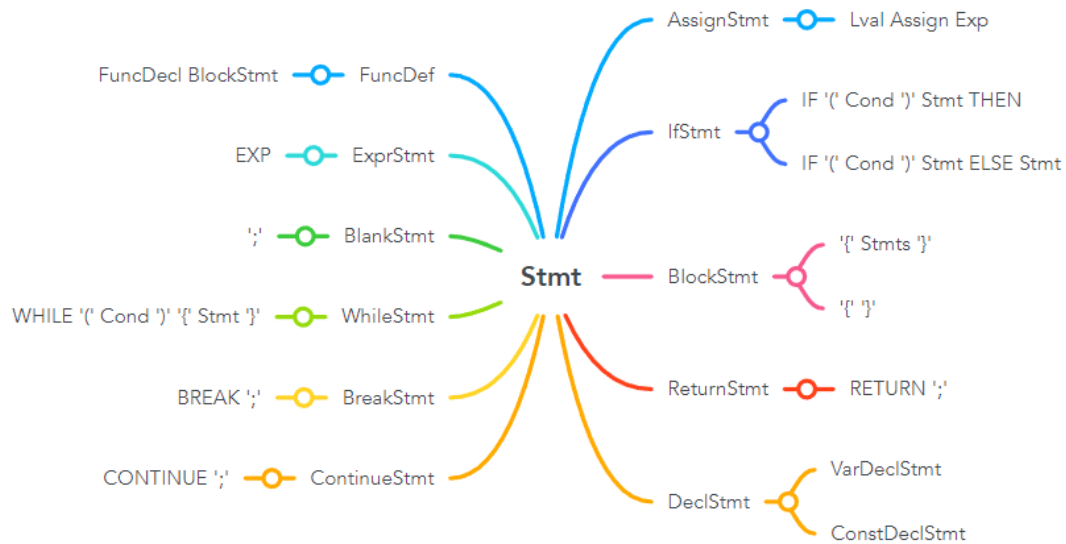 AssignStmt
Lval Assign Exp
FuncDecl BlockStmt
FuncDef
IF '(' Cond ')' Stmt THEN
IfStmt
IF '(' Cond ')' Stmt ELSE Stmt
EXP
ExprStmt
';'
BlankStmt
'{' Stmts '}'
Stmt
BlockStmt
'{' '}'
WHILE '(' Cond ')' '{' Stmt '}'
WhileStmt
ReturnStmt
RETURN ';'
BREAK ';'
BreakStmt
VarDeclStmt
CONTINUE ';'
ContinueStmt
DeclStmt
ConstDeclStmt